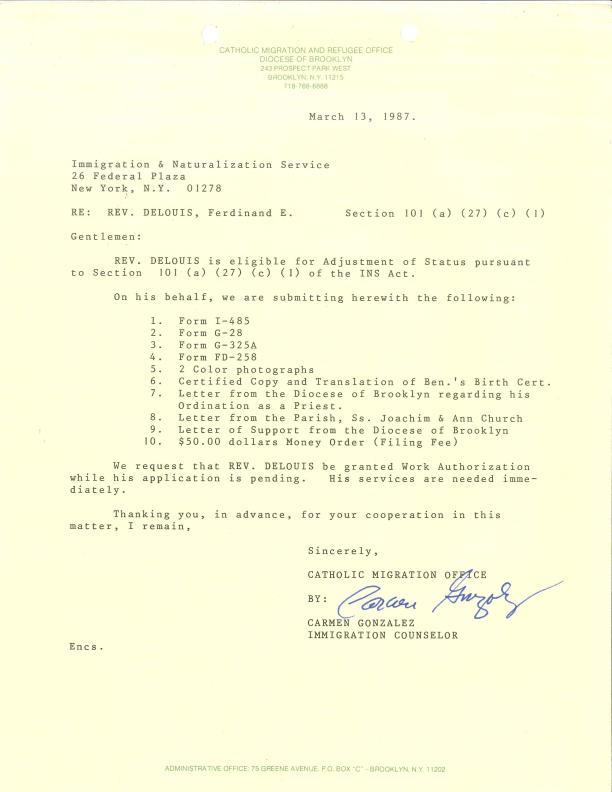 CATHOLIC MIGRATION AND REFUGEE OFFICE
DIOCESE OF BROOKLYN
243 PROSPECT PARK WEST
BROOKLYN, N.Y. 11215
718-788-6888
March 13, 1987.
Immigration & Naturalization Service
26 Federal Plaza
New York, N.Y. 01278
RE: REV. DELOUIS, Ferdinand E. Section 101 (a) (27) (c) (1)
Gentlemen:
REV. DELOUIS is eligible for Adjustment of Status pursuant
to Section 101 (a) (27) (c) (1) of the INS Act.
On his behalf, we are submitting herewith the following:
1. Form I-485
2. Form G-28
3. Form G-325A
4. Form FD-258
5. 2 Color photographs
6. Certified Copy and Translation of Ben.'s Birth Cert.
7. Letter from the Diocese of Brooklyn regarding his
Ordination as a Priest.
8. Letter from the Parish, Ss. Joachim & Ann Church
9. Letter of Support from the Diocese of Brooklyn
10. $50.00 dollars Money Order (Filing Fee)
We request that REV. DELOUIS be granted Work Authorization
while his application is pending. His services are needed imme-
diately.
Thanking you, in advance, for your cooperation in this
matter, I remain,
Sincerely,
CATHOLIC MIGRATION OFFICE
BY: Carmen Gonzalez
CARMEN GONZALEZ
IMMIGRATION COUNSELOR
Encs.
ADMINISTRATIVE OFFICE: 75 GREENE AVENUE, P.O. BOX "C" - BROOKLYN, N.Y. 11202